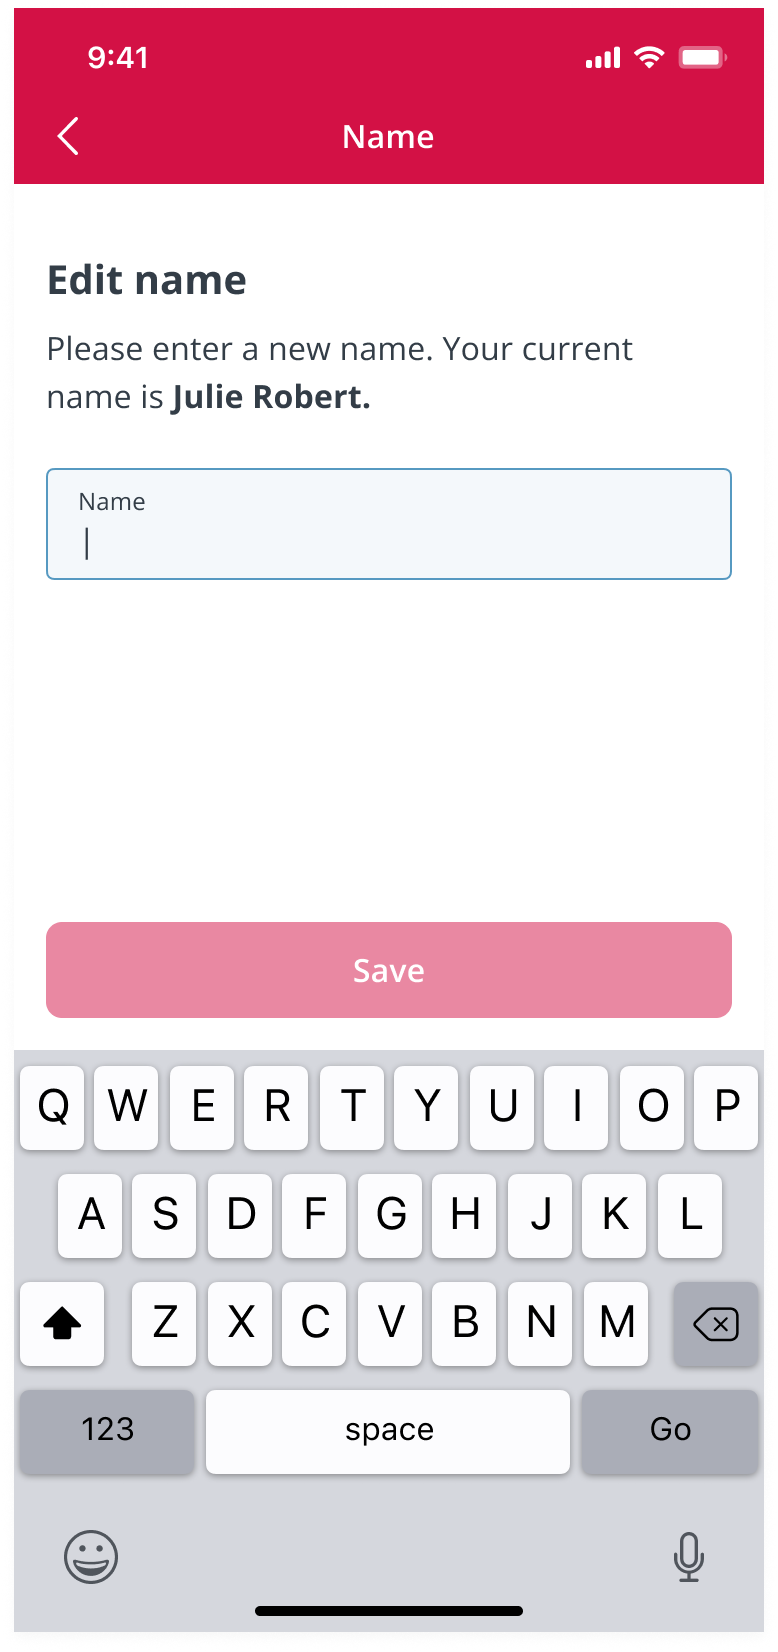 9:41
Name
Edit name
Please enter a new name. Your current
name is Julie Robert.
Name
Save
Q W E R T Y U I O P
A S D F G H J K L
Z X C V B N M
123 space Go